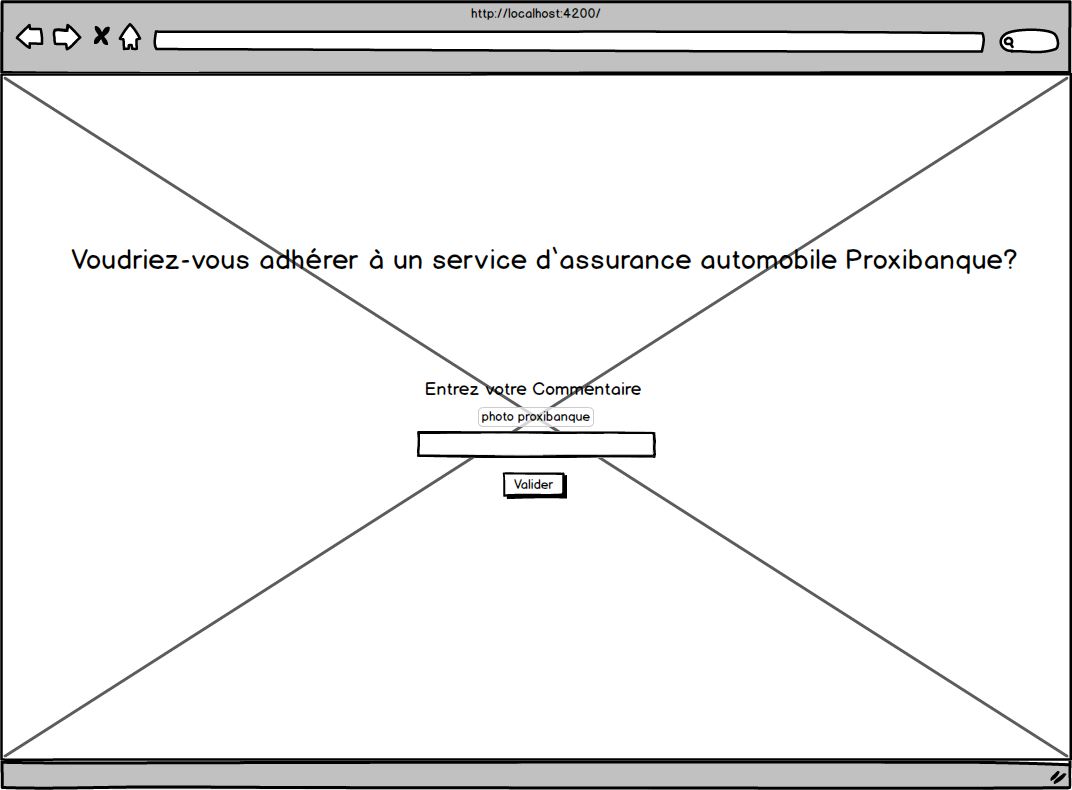 http://localhost:4200/
Voudriez-vous adhérer à un service d`assurance automobile Proxibanque?
Entrez votre Commentaire
photo proxibanque
Valider